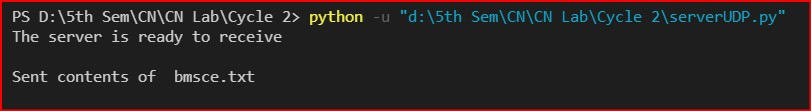 PS D:\5th Sem\CN\CN Lab\Cycle 2> python -u "d:\5th Sem\CN\CN Lab\Cycle 2\serverUDP.py"
The server is ready to receive
Sent contents of  bmsce.txt